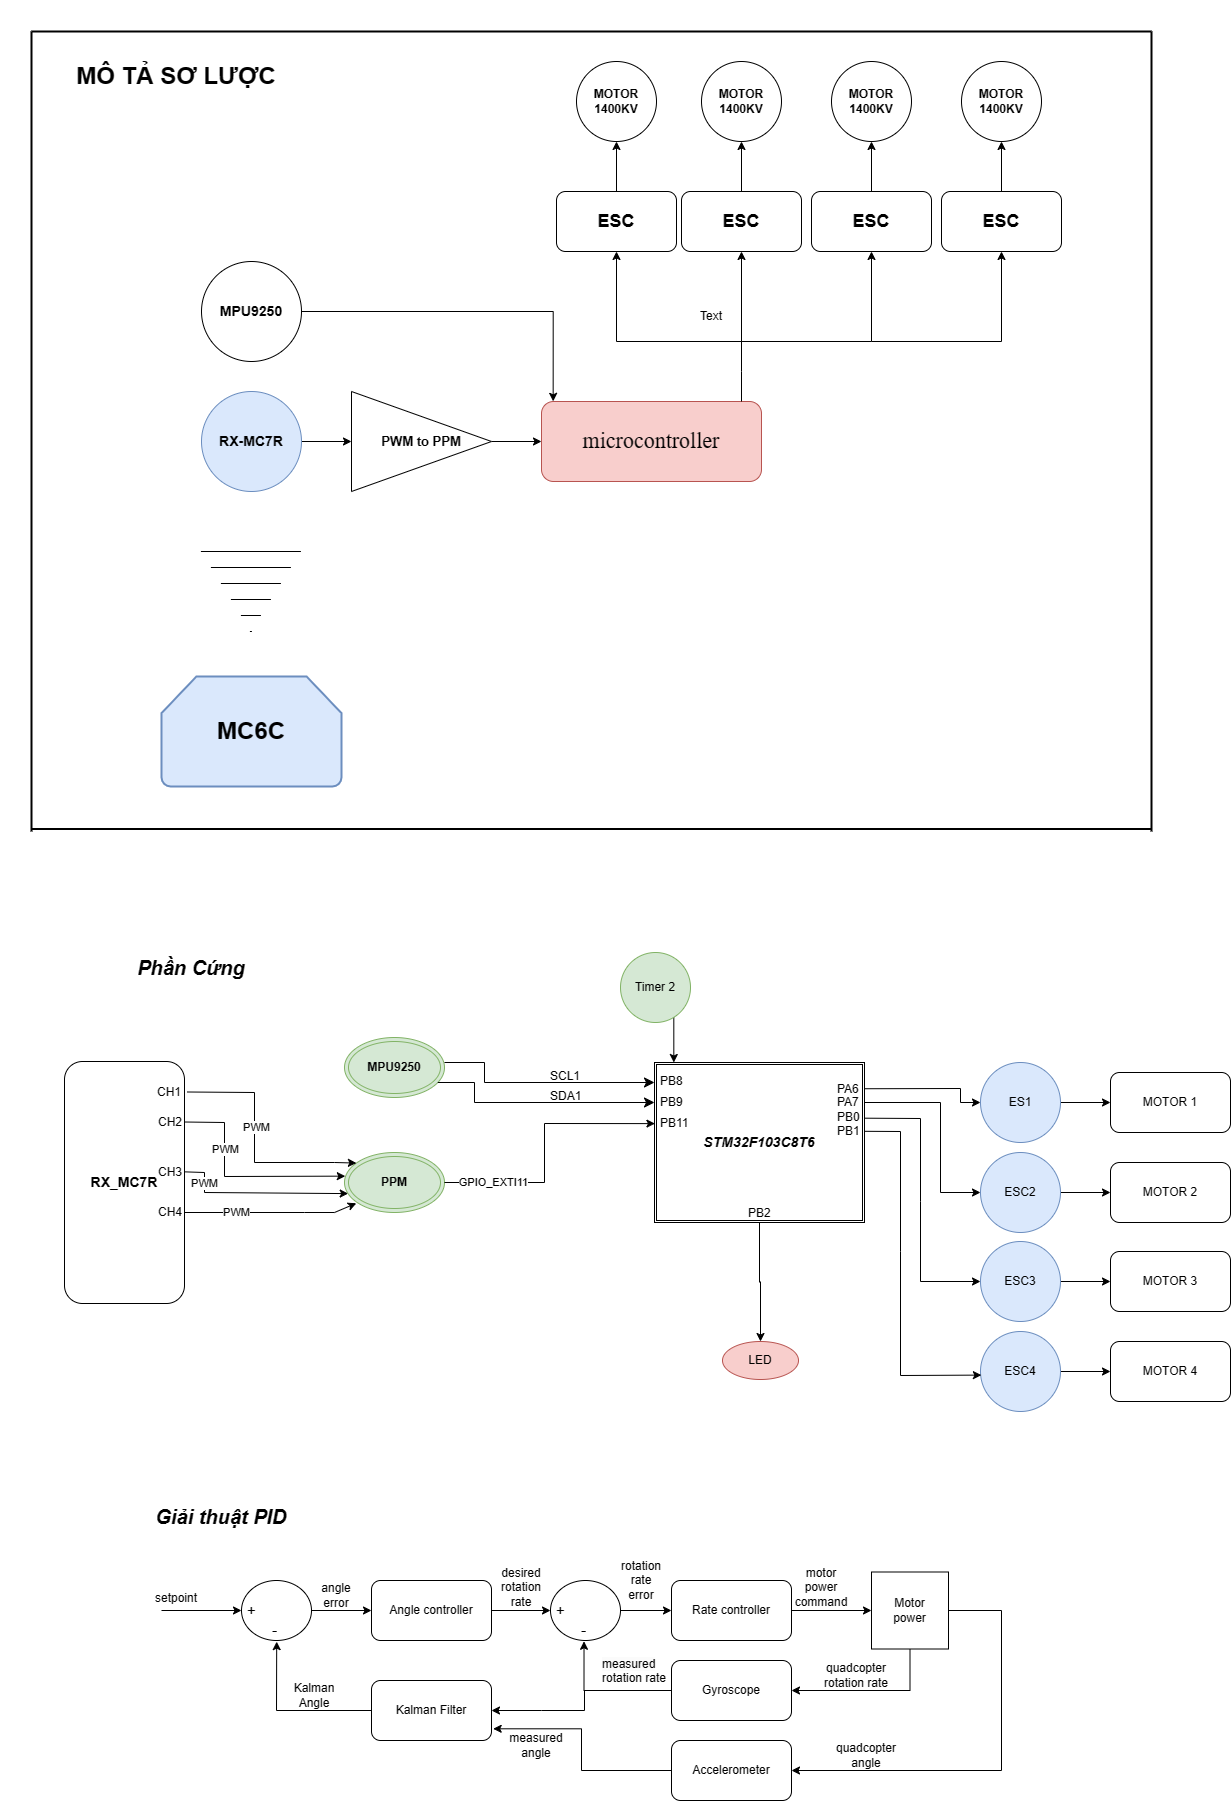 MÔ TẢ SƠ LƯỢC
MOTOR
1400KV
MOTOR
1400KV
MOTOR
1400KV
MOTOR
1400KV
ESC
ESC
ESC
ESC
MPU9250
Text
RX-MC7R
PWM to PPM
microcontroller
MC6C
Phần Cứng
Timer 2
MPU9250
SCL1
SDA1
PB8
PB9
PB11
STM32F103C8T6
PA6
PA7
PB0
PB1
PB2
CH1
CH2
CH3
CH4
RX_MC7R
PWM
PWM
PWM
PWM
PPM
GPIO_EXTI11
ES1
MOTOR 1
ESC2
MOTOR 2
ESC3
MOTOR 3
ESC4
MOTOR 4
LED
Giải thuật PID
setpoint
+
-
angle
error
Angle controller
desired
rotation
rate
+
-
rotation
rate
error
Rate controller
motor
power
command
Motor
power
measured
rotation rate
Gyroscope
quadcopter
rotation rate
Kalman
Angle
Kalman Filter
measured
angle
Accelerometer
quadcopter
angle